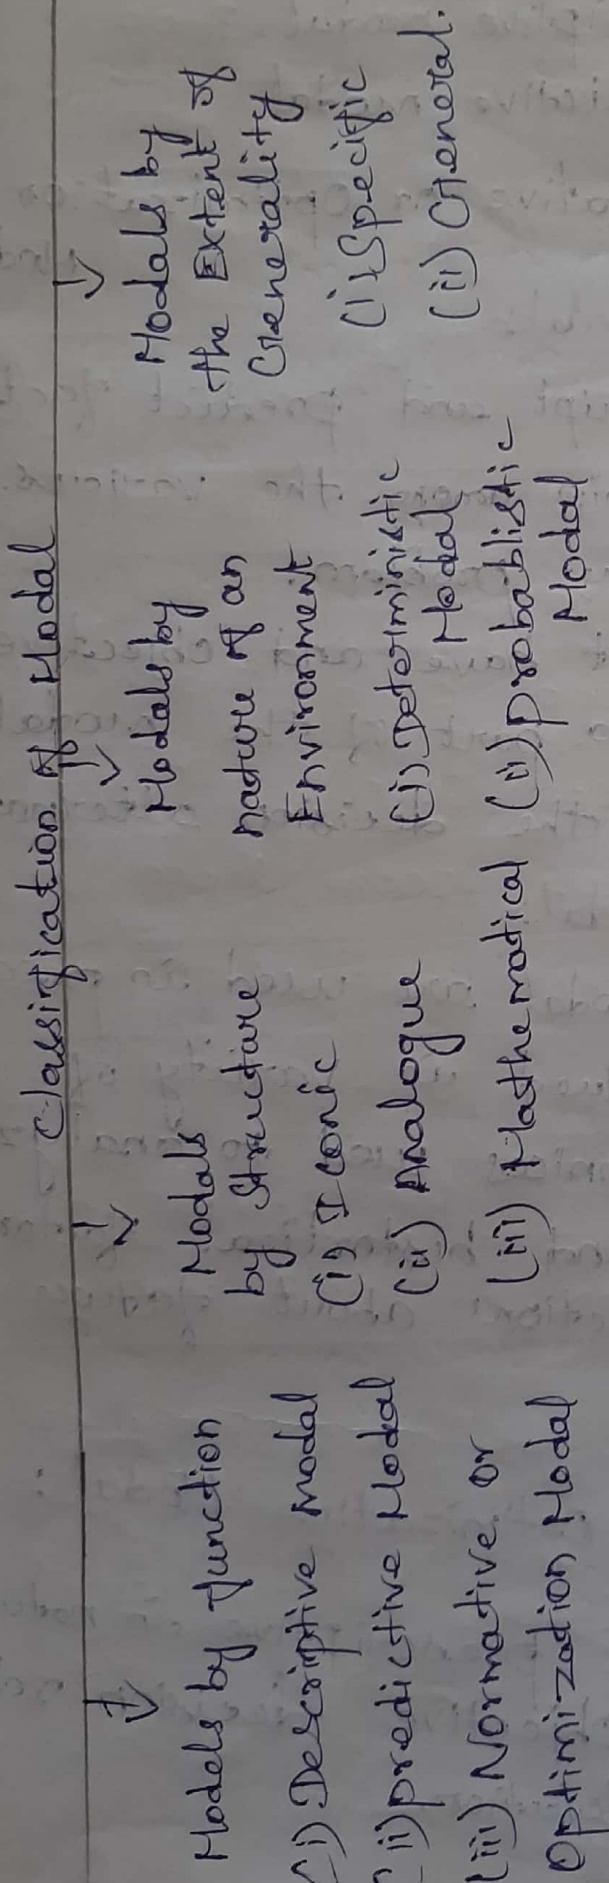 Classification of Modal
Models by function
(i) Descriptive modal
(ii) predictive Modal
(iii) Normative or
Optimization Modal
Modals
by Structure
(i) Iconic
(ii) Analogue
(iii) Mathematical
Modals by
nature of an
Environment
(i) Deterministic
Modal
(ii) probablistic
Modal
Modals by
the Extent of
Generality
(i) Specific
(ii) General.